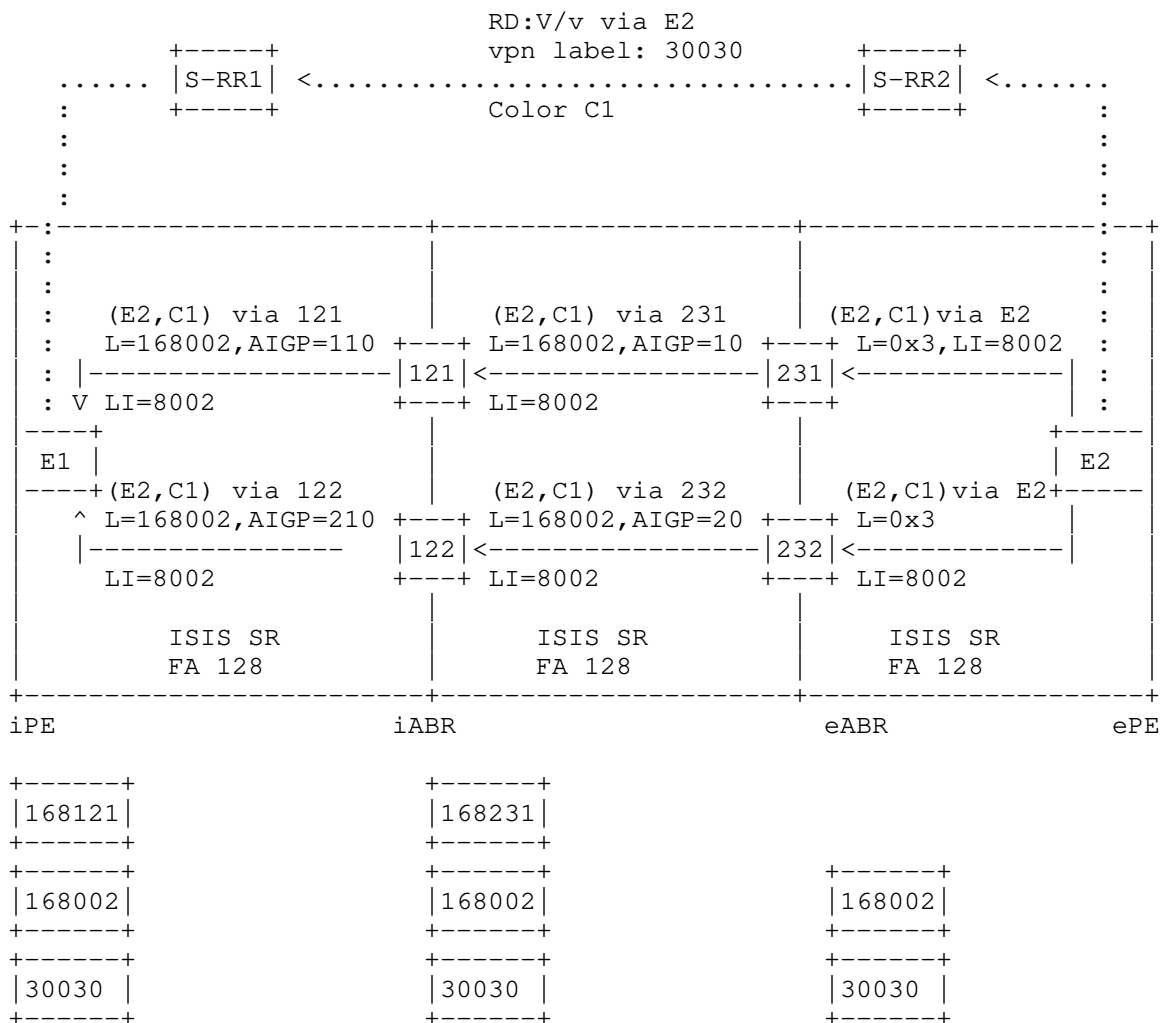 RD:V/v via E2
vpn label: 30030
S-RR1 S-RR2
Color C1
(E2,C1) via 121 (E2,C1) via 231 (E2,C1)via E2
L=168002,AIGP=110 L=168002,AIGP=10 L=0x3,LI=8002
121 231
V LI=8002 LI=8002
E1 E2
(E2,C1) via 122 (E2,C1) via 232 (E2,C1)via E2
L=168002,AIGP=210 L=168002,AIGP=20 L=0x3
122 232
LI=8002 LI=8002 LI=8002
ISIS SR ISIS SR ISIS SR
FA 128 FA 128 FA 128
iPE iABR eABR ePE
168121 168231
168002 168002 168002
30030 30030 30030